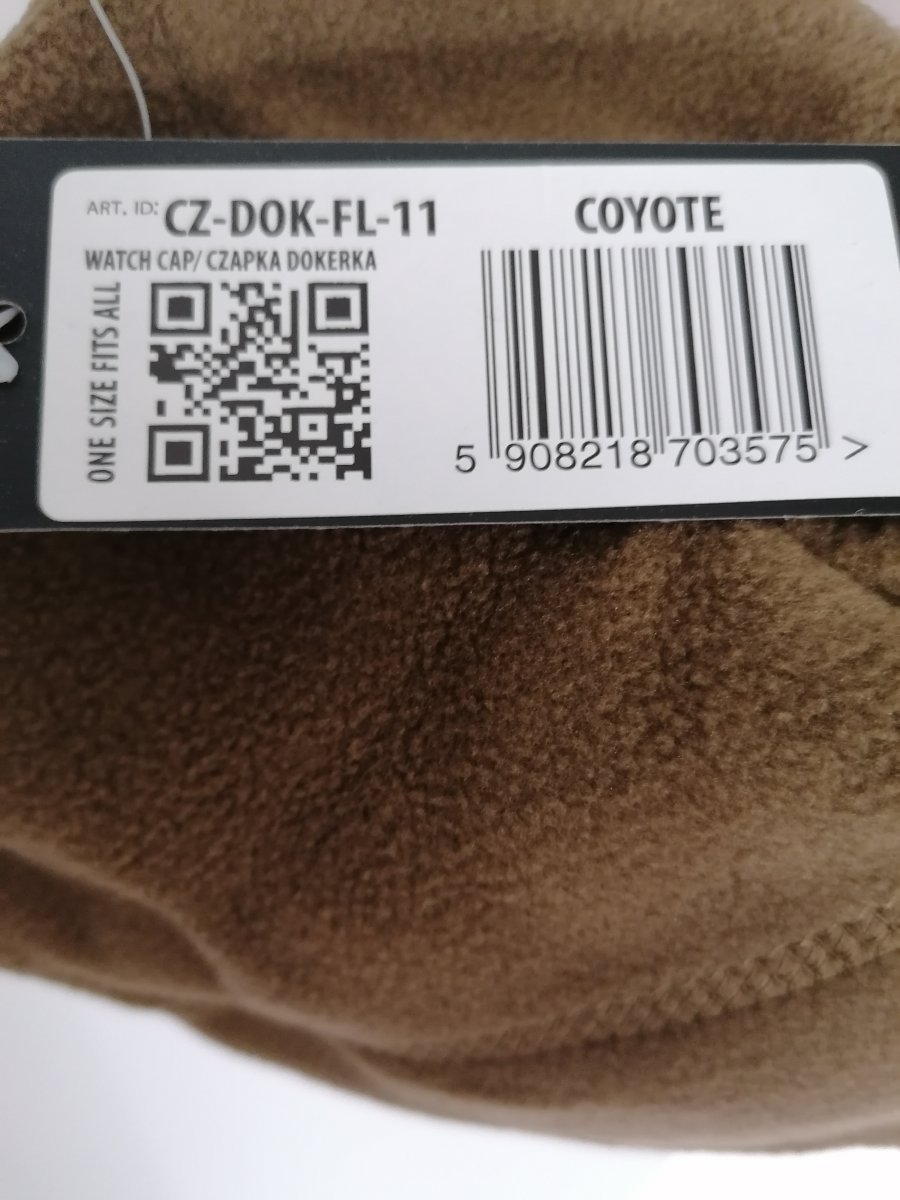 ART. ID: CZ-DOK-FL-11
WATCH CAP/ CZAPKA DOKERKA
ONE SIZE FITS ALL
COYOTE
5 908218 703575 >